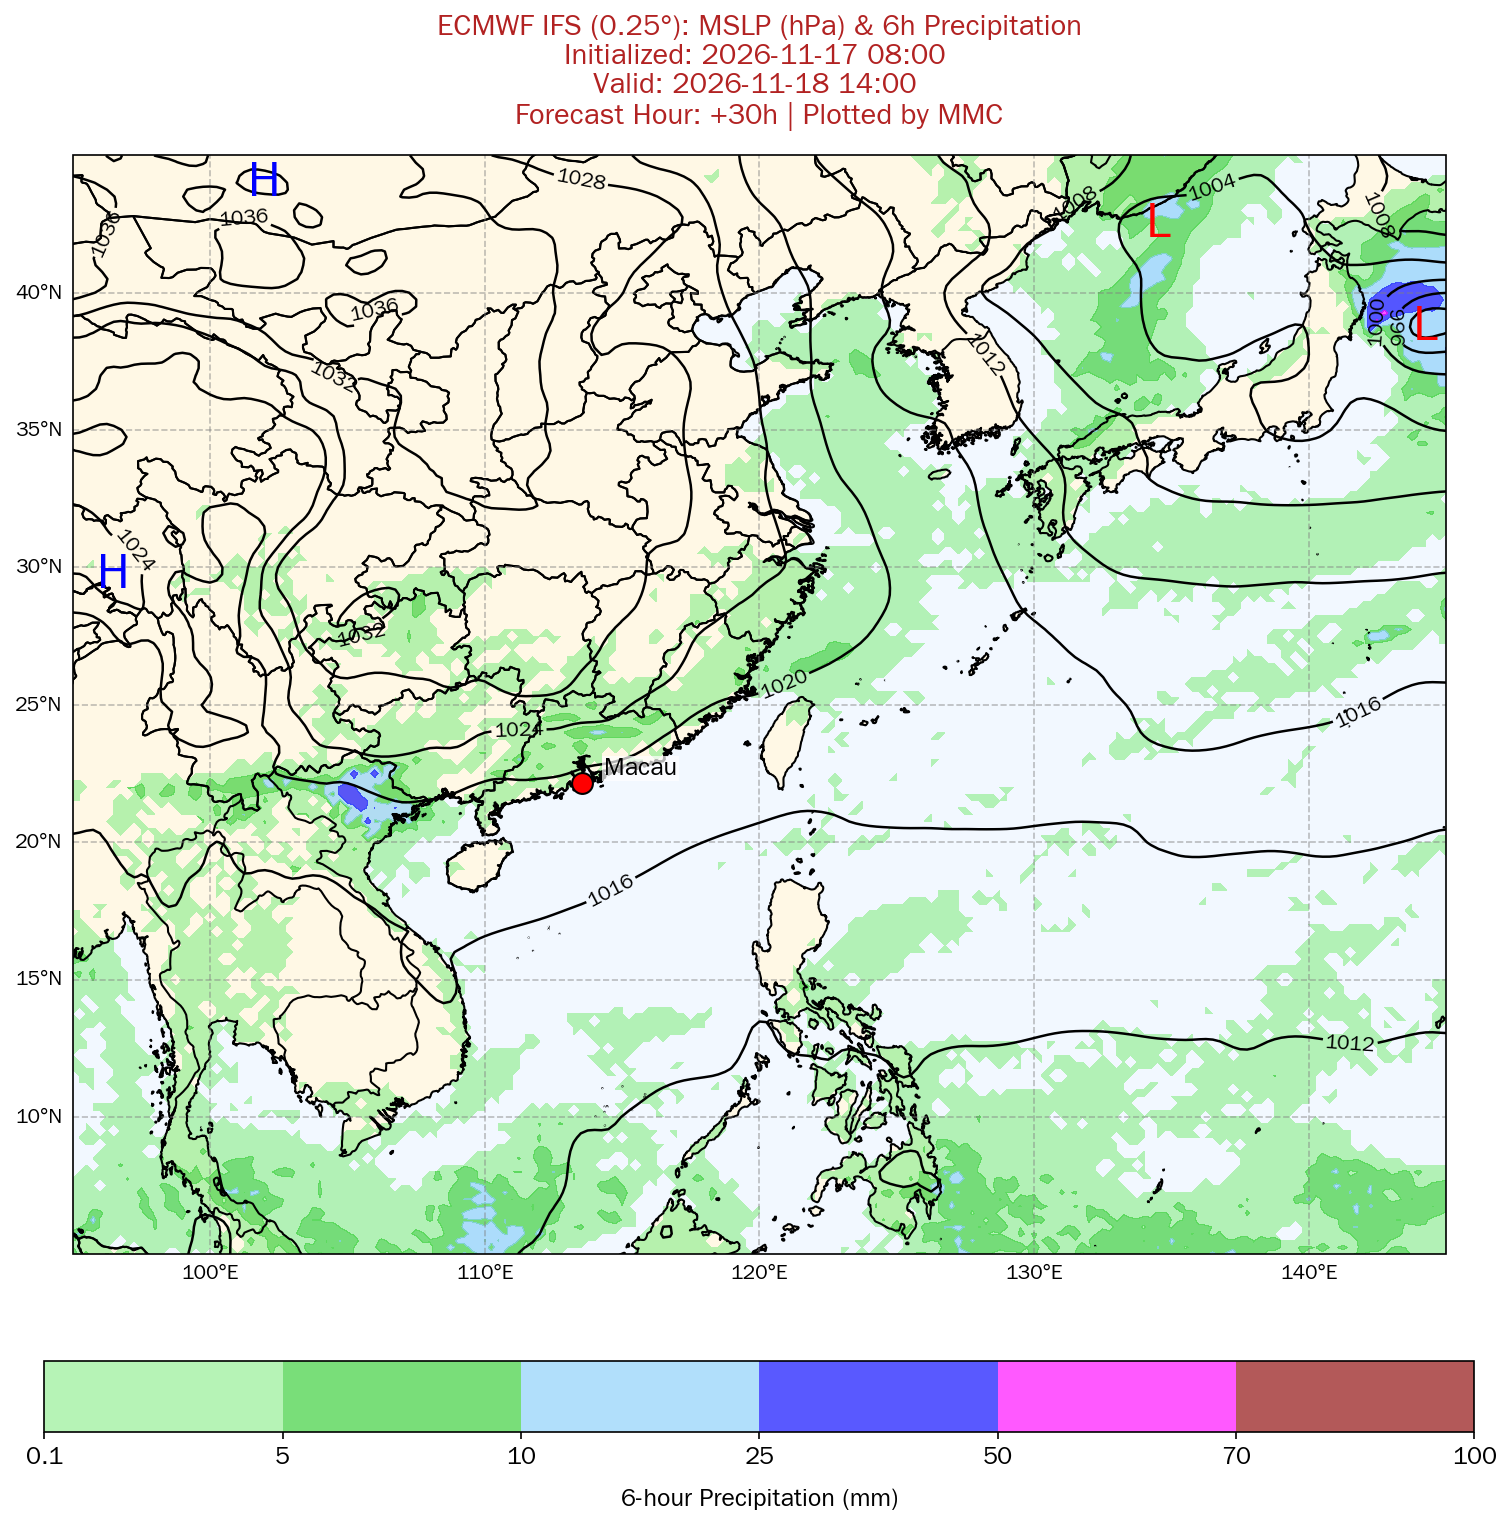 ECMWF IFS (0.25°): MSLP (hPa) & 6h Precipitation
Initialized: 2026-11-17 08:00
Valid: 2026-11-18 14:00
Forecast Hour: +30h | Plotted by MMC
H
1028
1036
1036
1008
1004
1008
L
40°N
1036
1000
996
L
1032
1012
35°N
1024
H
30°N
1032
1020
25°N
1024
1016
Macau
20°N
1016
15°N
1012
10°N
100°E
110°E
120°E
130°E
140°E
0.1
5
10
25
50
70
100
6-hour Precipitation (mm)